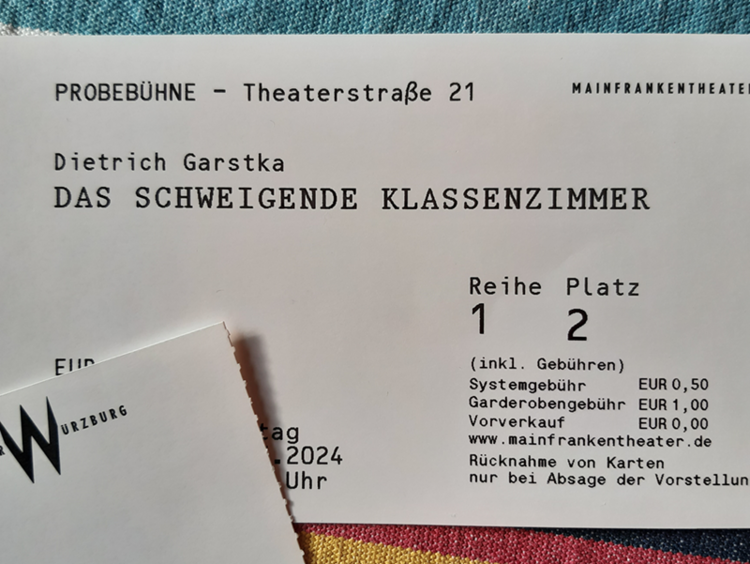 PROBEBÜHNE – Theaterstraße 21
MAINFRANKENTHEATER
Dietrich Garstka
DAS SCHWEIGENDE KLASSENZIMMER
Reihe Platz
1 2
(inkl. Gebühren)
Systemgebühr EUR 0,50
Garderobengebühr EUR 1,00
Vorverkauf EUR 0,00
www.mainfrankentheater.de
Rücknahme von Karten
nur bei Absage der Vorstellun
EUR
tag
.2024
Uhr
R WURZBURG